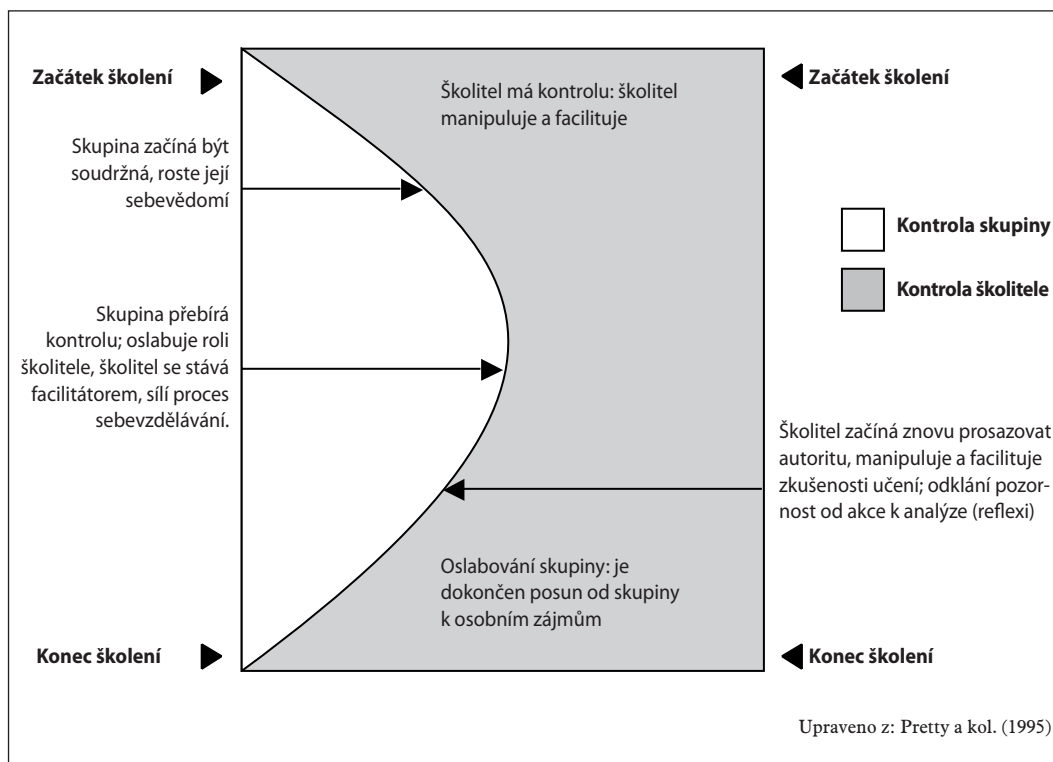 Začátek školení
Školitel má kontrolu: školitel
manipuluje a facilituje
Začátek školení
Skupina začíná být
soudržná, roste její
sebevědomí
Kontrola skupiny
Kontrola školitele
Skupina přebírá
kontrolu; oslabuje roli
školitele, školitel se stává
facilitátorem, sílí proces
sebevzdělávání.
Školitel začíná znovu prosazovat
autoritu, manipuluje a facilituje
zkušenosti učení; odklání pozor-
nost od akce k analýze (reflexi)
Oslabování skupiny: je
dokončen posun od skupiny
k osobním zájmům
Konec školení
Konec školení
Upraveno z: Pretty a kol. (1995)